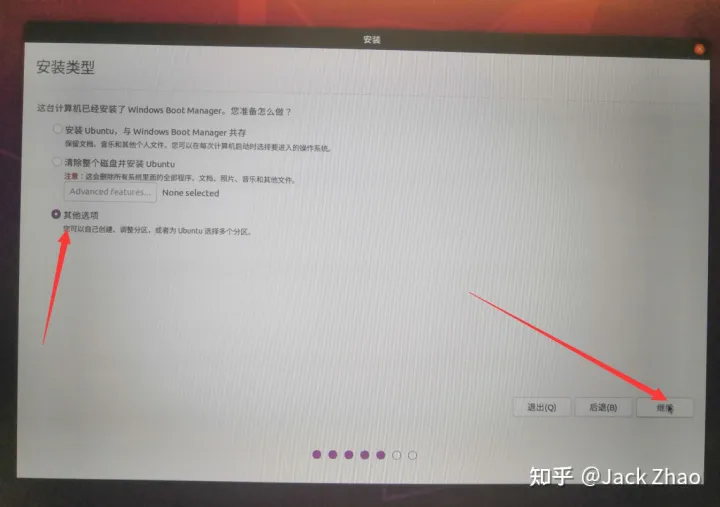 安装
安装类型
这台计算机已经安装了 Windows Boot Manager。您准备怎么做？
安装 Ubuntu，与 Windows Boot Manager 共存
保留文档、音乐和其他个人文件。您可以在每次计算机启动时选择要进入的操作系统。
清除整个磁盘并安装 Ubuntu
注意：这会删除所有系统里面的全部程序、文档、照片、音乐和其他文件。
Advanced features... None selected
其他选项
您可以自己创建、调整分区，或者为 Ubuntu 选择多个分区。
退出(Q) 后退(B) 继续
知乎 @Jack Zhao